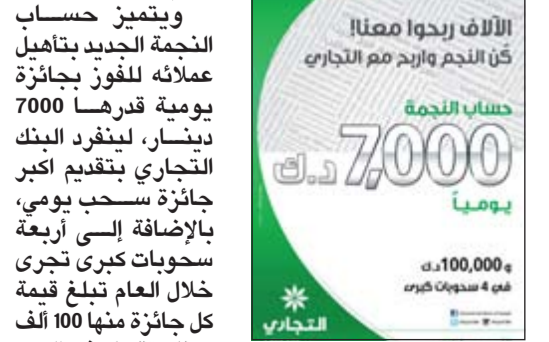 ويتميز حساب
النجمة الجديد بتأهيل
عملائه للفوز بجائزة
يومية قدرها 7000
دينار، لينفرد البنك
التجاري بتقديم اكبر
جائزة سحب يومي،
بالإضافة إلى أربعة
سحوبات كبرى تجرى
خلال العام تبلغ قيمة
كل جائزة منها 100 ألف
الآلاف ربحوا معنا!
كُن النجم واربح مع التجاري
حساب النجمة
7,000 د.ك
يومياً
و 100,000 د.ك
في 4 سحوبات كبرى
التجاري